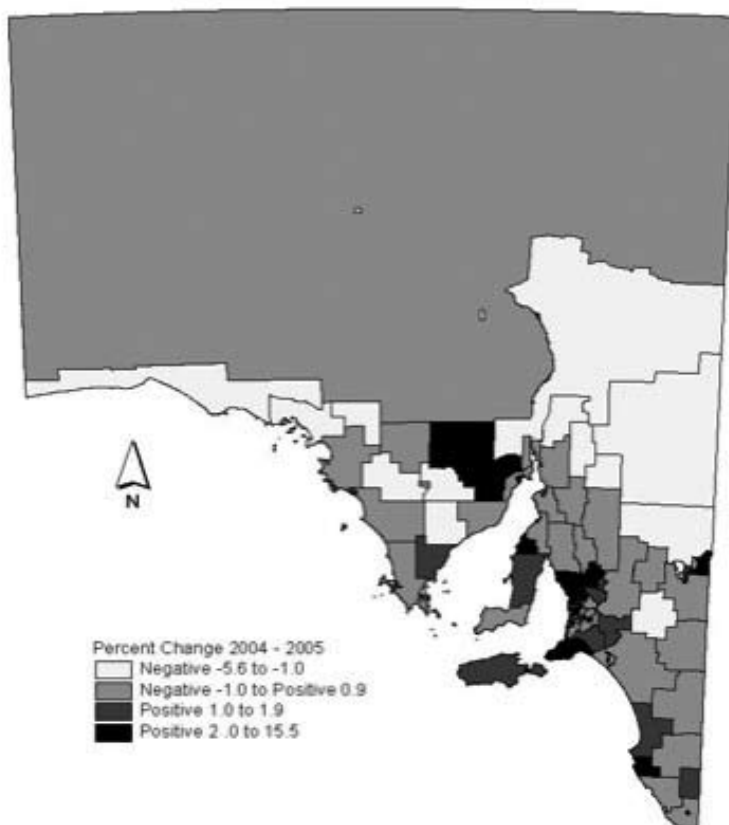 N
Percent Change 2004 - 2005
Negative -5.6 to -1.0
Negative -1.0 to Positive 0.9
Positive 1.0 to 1.9
Positive 2 .0 to 15.5